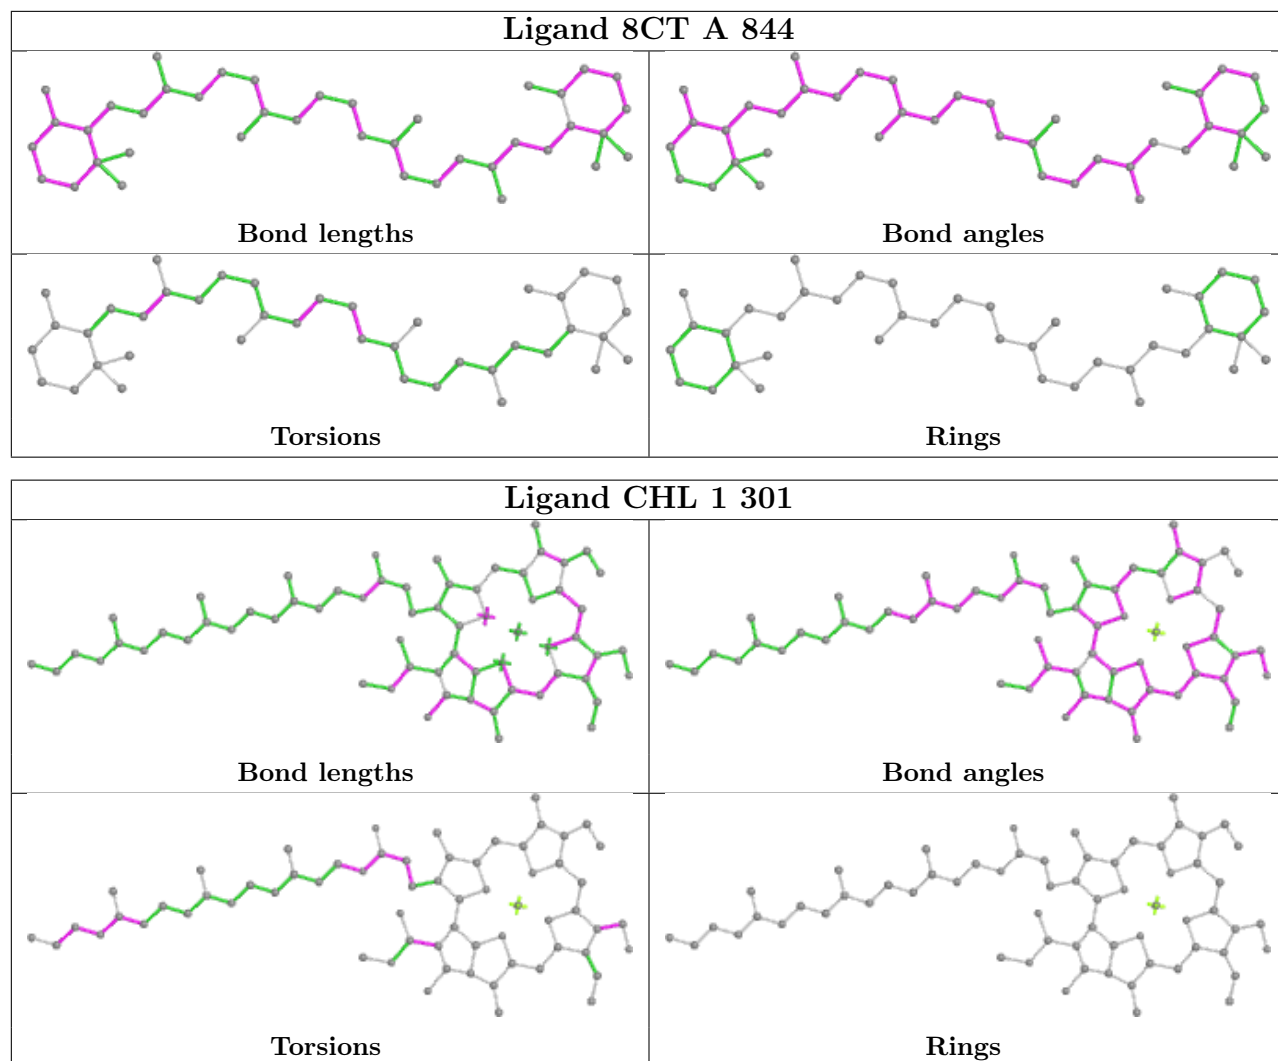 Ligand 8CT A 844
Bond lengths
Bond angles
Torsions
Rings
Ligand CHL 1 301
Bond lengths
Bond angles
Torsions
Rings